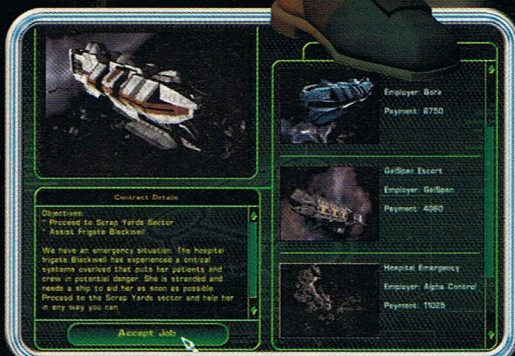 Contract Details
Objectives:
* Proceed to Scrap Yards Sector
* Assist Frigate Blackwell
We have an emergency situation. The hospital
frigate Blackwell has experienced a critical
systems overload that puts her patients and
crew in potential danger. She is stranded and
needs a ship to aid her as soon as possible.
Proceed to the Scrap Yards sector and help her
in any way you can.
Accept Job
Employer: Bora
Payment: 8750
GalSpan Escort
Employer: GalSpan
Payment: 4060
Hospital Emergency
Employer: Alpha Control
Payment: 11025